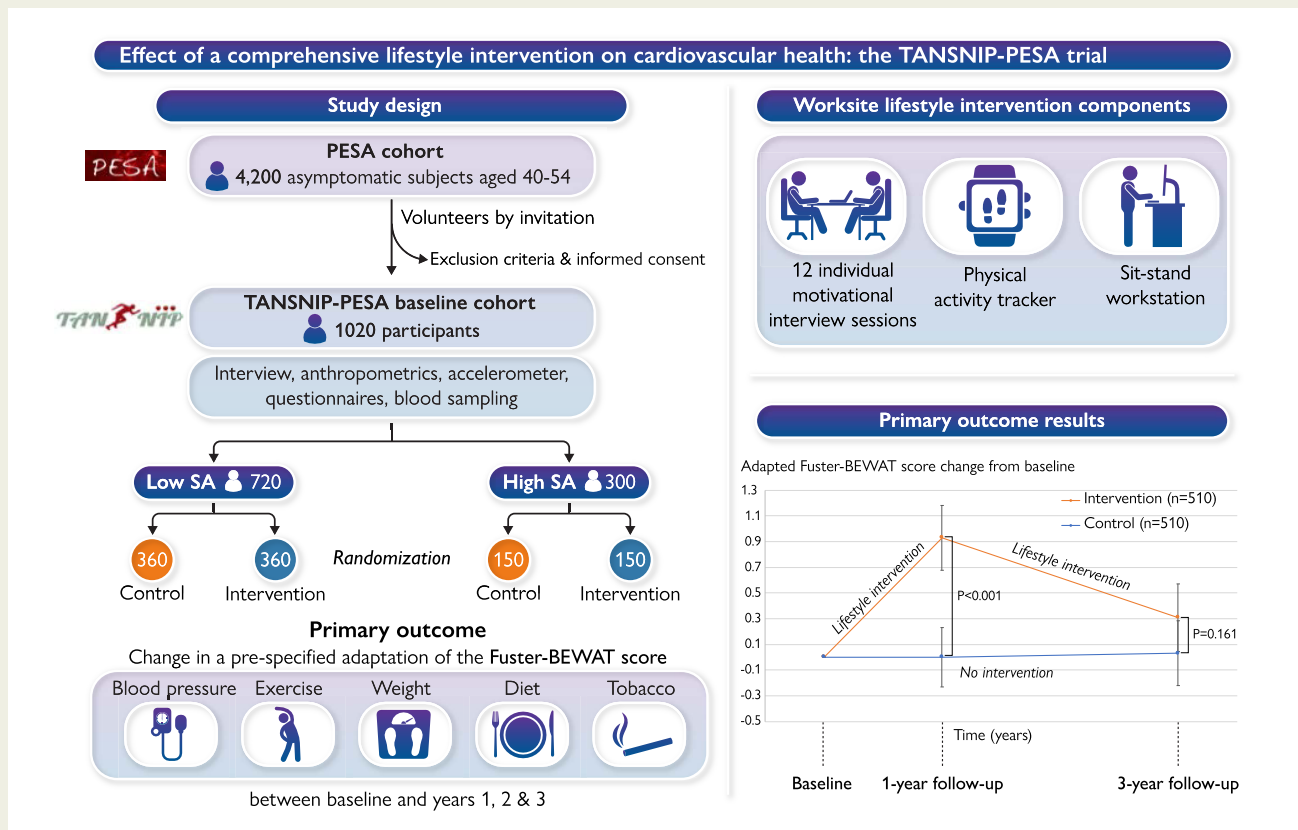 Effect of a comprehensive lifestyle intervention on cardiovascular health: the TANSNIP-PESA trial
Study design
PESA
PESA cohort
4,200 asymptomatic subjects aged 40-54
Volunteers by invitation
Exclusion criteria & informed consent
TANSNIP
TANSNIP-PESA baseline cohort
1020 participants
Interview, anthropometrics, accelerometer,
questionnaires, blood sampling
Low SA 720
High SA 300
360
360
Randomization
150
150
Control
Intervention
Control
Intervention
Primary outcome
Change in a pre-specified adaptation of the Fuster-BEWAT score
Blood pressure
Exercise
Weight
Diet
Tobacco
between baseline and years 1, 2 & 3
Worksite lifestyle intervention components
12 individual
motivational
interview sessions
Physical
activity tracker
Sit-stand
workstation
Primary outcome results
Adapted Fuster-BEWAT score change from baseline
1.3
1.1
0.9
0.7
0.5
0.3
0.1
-0.1
-0.3
-0.5
Intervention (n=510)
Control (n=510)
Lifestyle intervention
Lifestyle intervention
P<0.001
P=0.161
No intervention
Time (years)
Baseline
1-year follow-up
3-year follow-up